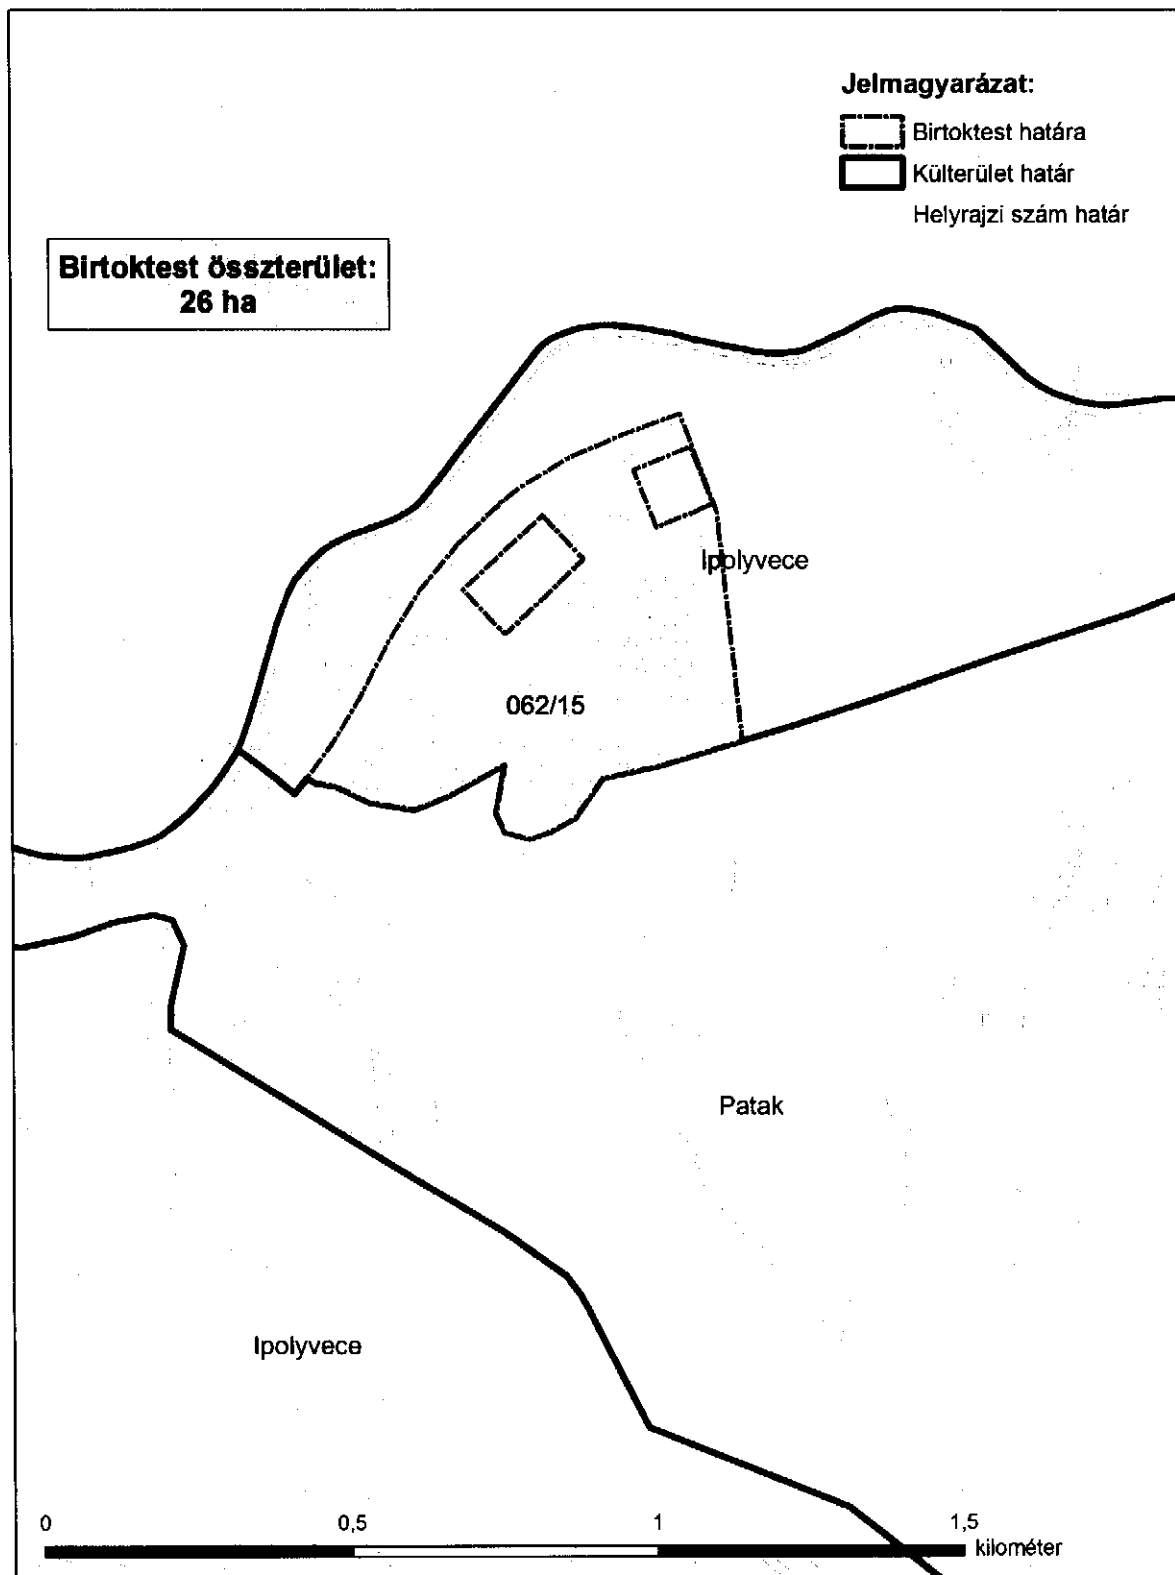 Jelmagyarázat:
Birtoktest határa
Külterület határ
Helyrajzi szám határ
Birtoktest összterület:
26 ha
Ipolyvece
062/15
Patak
Ipolyvece
0 0,5 1 1,5
kilométer